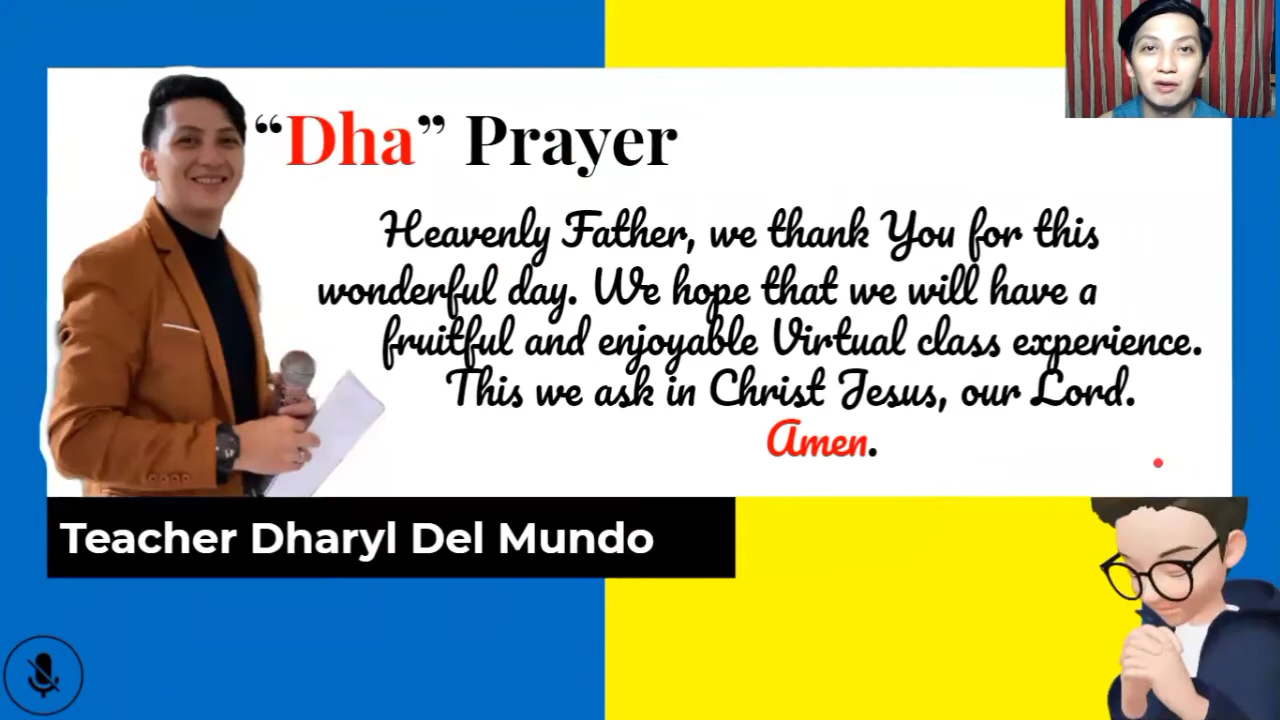 “Dha” Prayer
Heavenly Father, we thank You for this
wonderful day. We hope that we will have a
fruitful and enjoyable Virtual class experience.
This we ask in Christ Jesus, our Lord.
Amen.
Teacher Dharyl Del Mundo